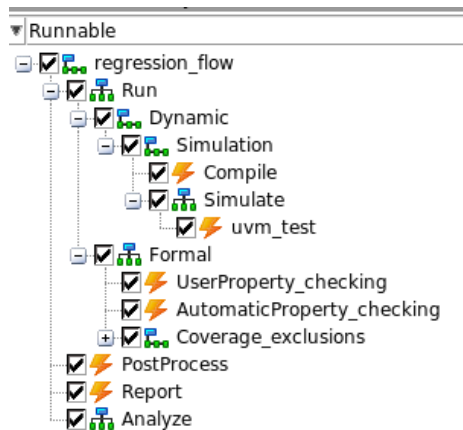 Runnable
regression_flow
Run
Dynamic
Simulation
Compile
Simulate
uvm_test
Formal
UserProperty_checking
AutomaticProperty_checking
Coverage_exclusions
PostProcess
Report
Analyze